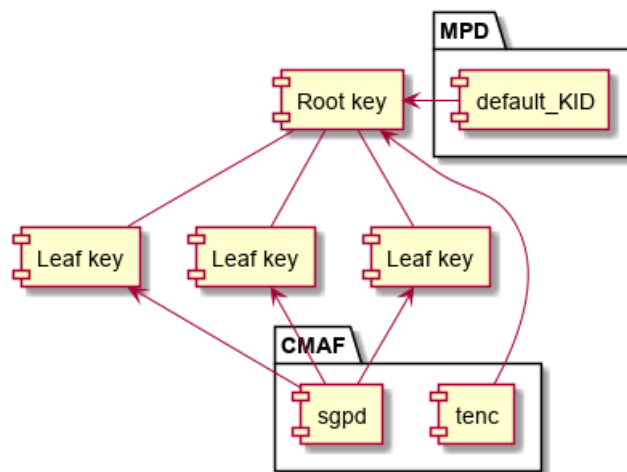 MPD
Root key
default_KID
Leaf key
Leaf key
Leaf key
CMAF
sgpd
tenc